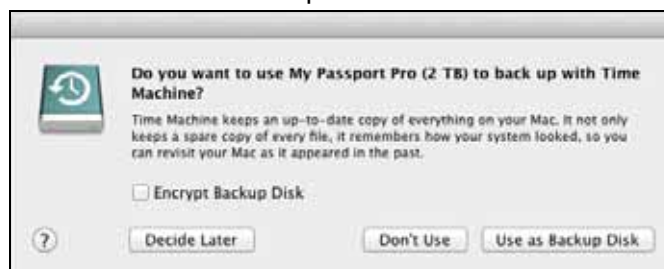 Do you want to use My Passport Pro (2 TB) to back up with Time
Machine?
Time Machine keeps an up-to-date copy of everything on your Mac. It not only
keeps a spare copy of every file, it remembers how your system looked, so you
can revisit your Mac as it appeared in the past.
Encrypt Backup Disk
?
Decide Later
Don't Use
Use as Backup Disk